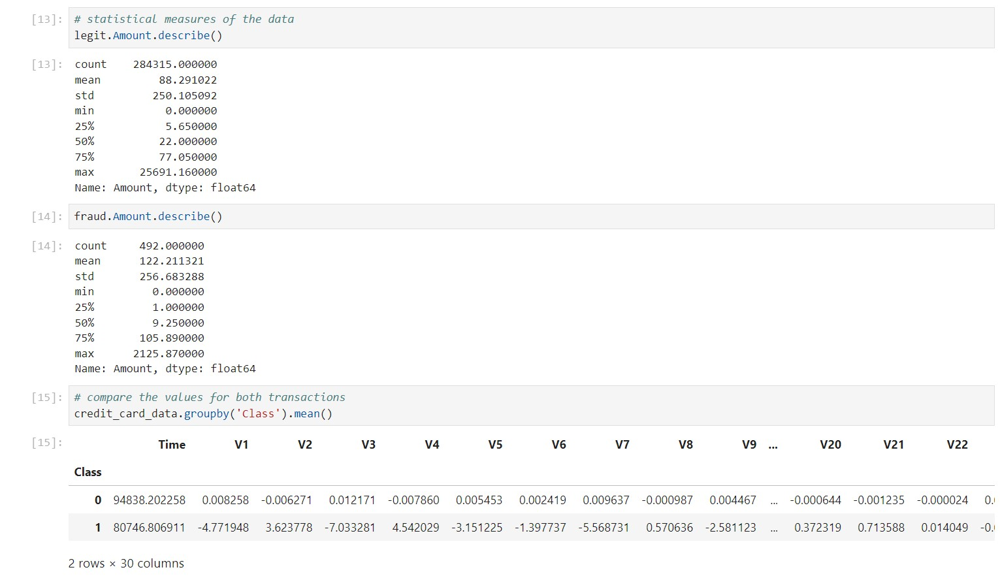 [13]: # statistical measures of the data
legit.Amount.describe()
[13]: count 284315.000000
mean 88.291022
std 250.105092
min 0.000000
25% 5.650000
50% 22.000000
75% 77.050000
max 25691.160000
Name: Amount, dtype: float64
[14]: fraud.Amount.describe()
[14]: count 492.000000
mean 122.211321
std 256.683288
min 0.000000
25% 1.000000
50% 9.250000
75% 105.890000
max 2125.870000
Name: Amount, dtype: float64
[15]: # compare the values for both transactions
credit_card_data.groupby('Class').mean()
[15]: Time V1 V2 V3 V4 V5 V6 V7 V8 V9 ... V20 V21 V22
Class
0 94838.202258 0.008258 -0.006271 0.012171 -0.007860 0.005453 0.002419 0.009637 -0.000987 0.004467 ... -0.000644 -0.001235 -0.000024
1 80746.806911 -4.771948 3.623778 -7.033281 4.542029 -3.151225 -1.397737 -5.568731 0.570636 -2.581123 ... 0.372319 0.713588 0.014049
2 rows × 30 columns